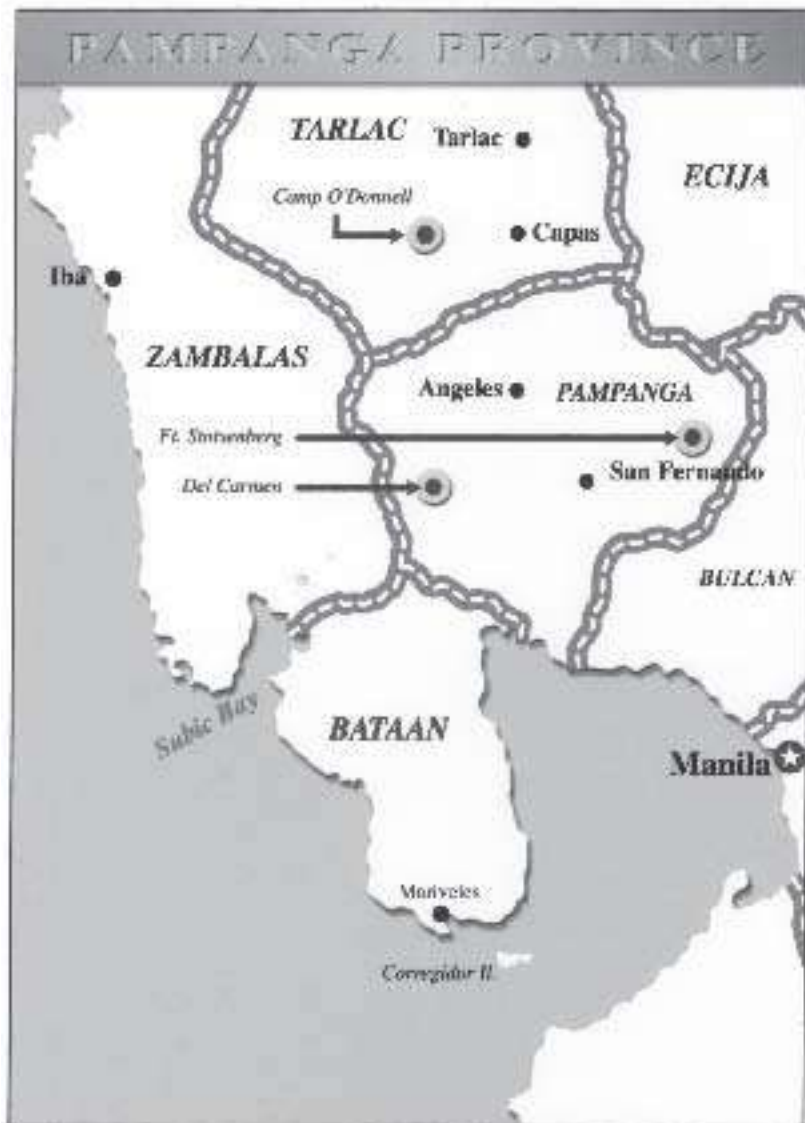 PAMPANGA PROVINCE
TARLAC
Tarlac
ECIJA
Camp O'Donnell
Capas
Iba
ZAMBALAS
Angeles
PAMPANGA
Ft. Stotsenberg
San Fernando
Del Carmen
BULCAN
Subic Bay
BATAAN
Manila
Mariveles
Corregidor Il.